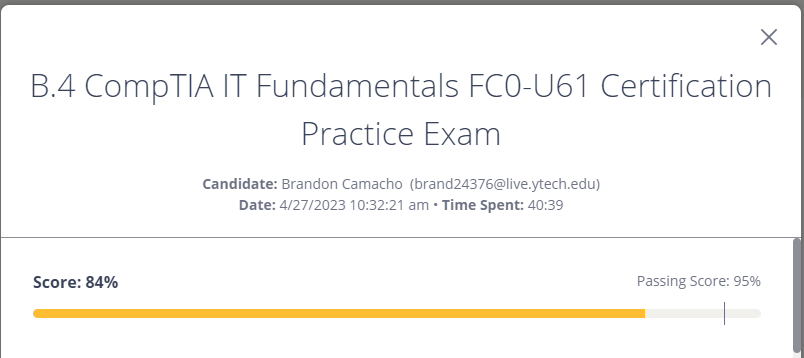 B.4 CompTIA IT Fundamentals FC0-U61 Certification
Practice Exam
Candidate: Brandon Camacho (brand24376@live.ytech.edu)
Date: 4/27/2023 10:32:21 am • Time Spent: 40:39
Score: 84%
Passing Score: 95%